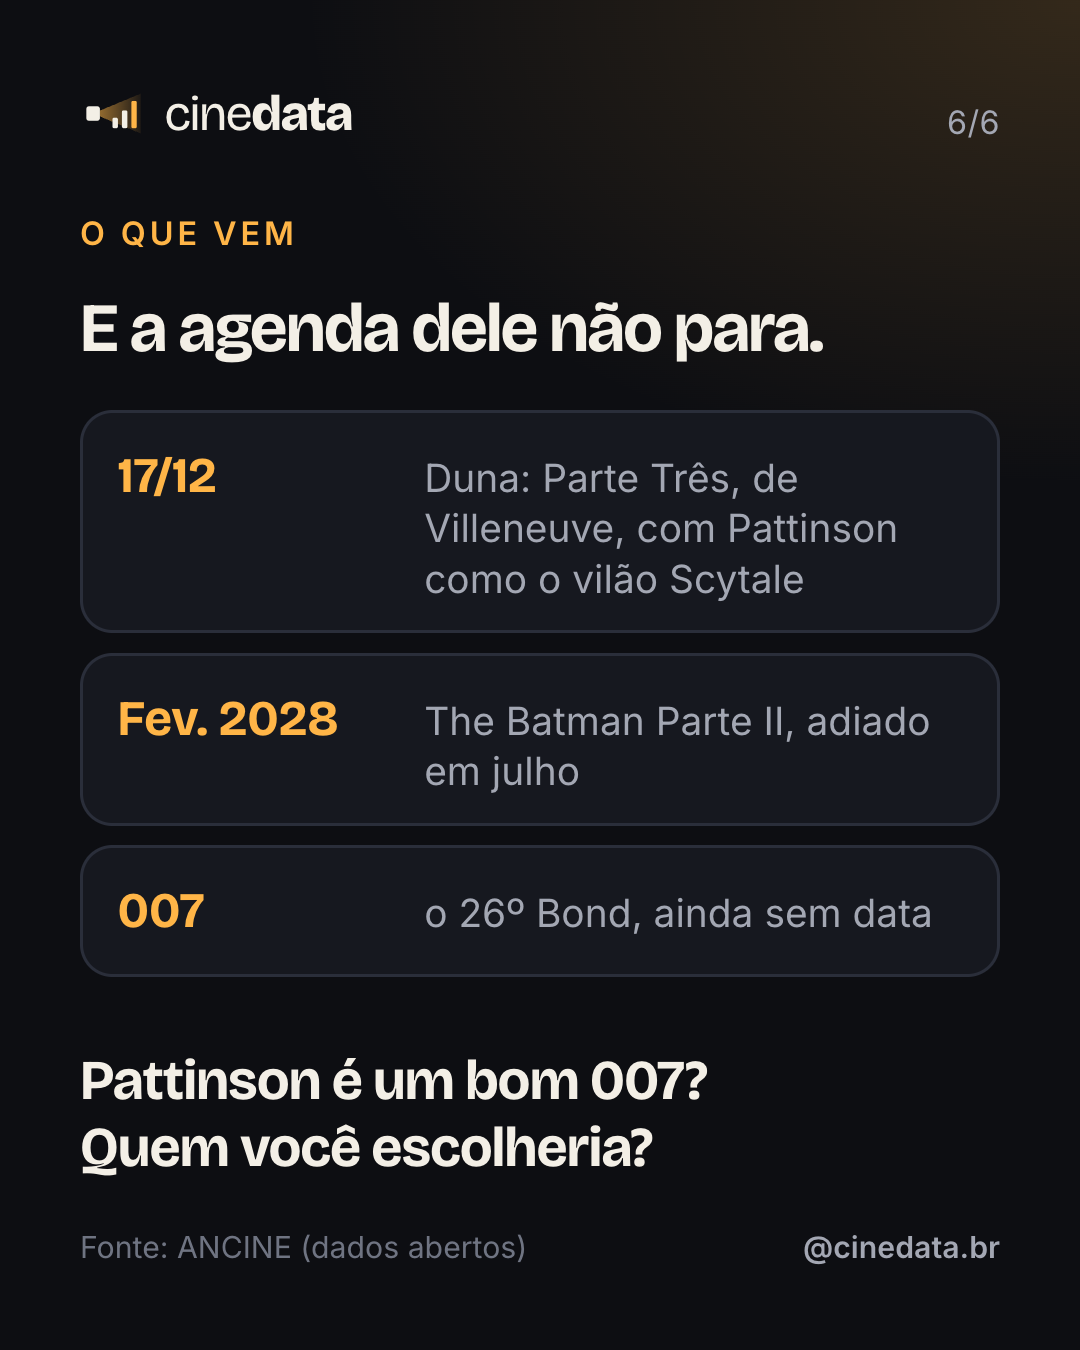 cinedata
6/6
O QUE VEM
E a agenda dele não para.
17/12
Duna: Parte Três, de
Villeneuve, com Pattinson
como o vilão Scytale
Fev. 2028
The Batman Parte II, adiado
em julho
007
o 26º Bond, ainda sem data
Pattinson é um bom 007?
Quem você escolheria?
Fonte: ANCINE (dados abertos)
@cinedata.br